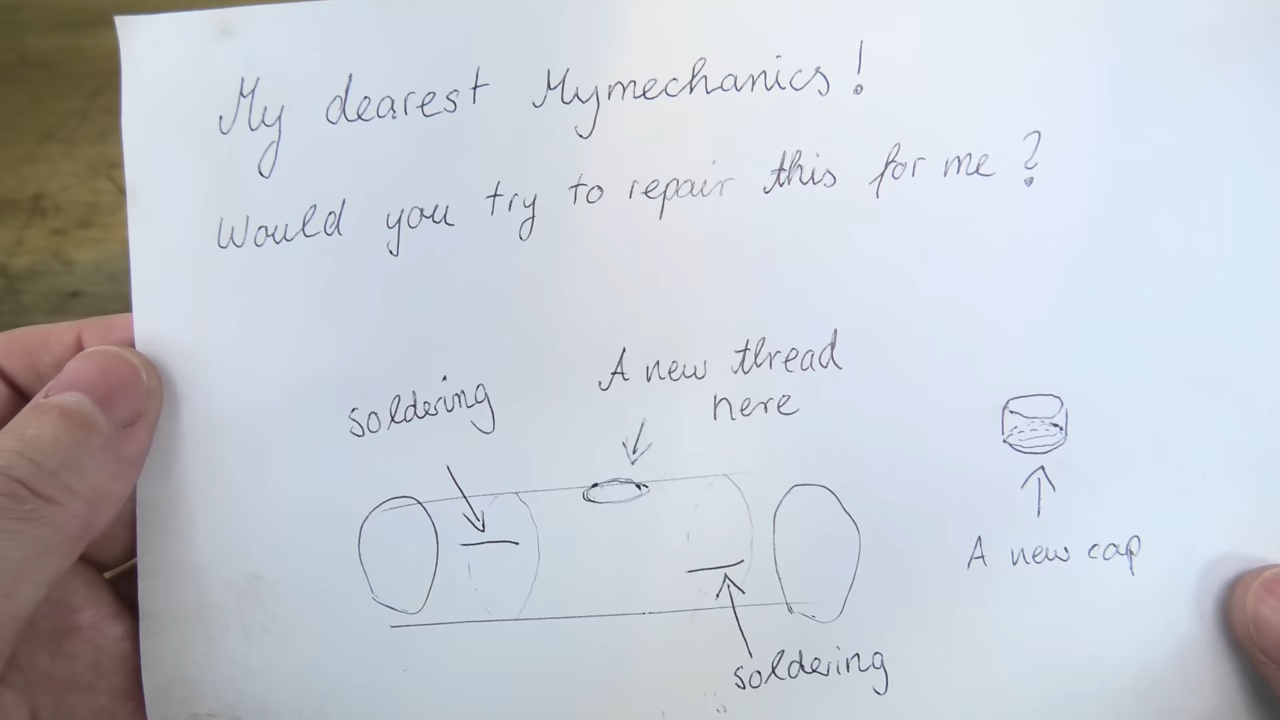 My dearest Mymechanics!
Would you try to repair this for me?
soldering
A new thread
here
A new cap
soldering